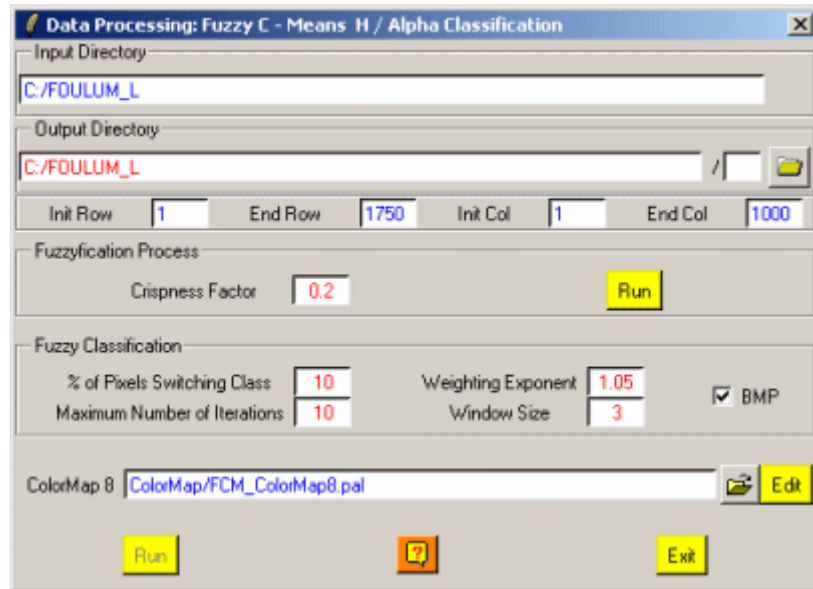 Data Processing: Fuzzy C - Means H / Alpha Classification
Input Directory
C:/FOULUM_L
Output Directory
C:/FOULUM_L /
Init Row 1 End Row 1750 Init Col 1 End Col 1000
Fuzzyfication Process
Crispness Factor 0.2 Run
Fuzzy Classification
% of Pixels Switching Class 10 Weighting Exponent 1.05
BMP
Maximum Number of Iterations 10 Window Size 3
ColorMap 8 ColorMap/FCM_ColorMap8.pal Edit
Run ? Exit